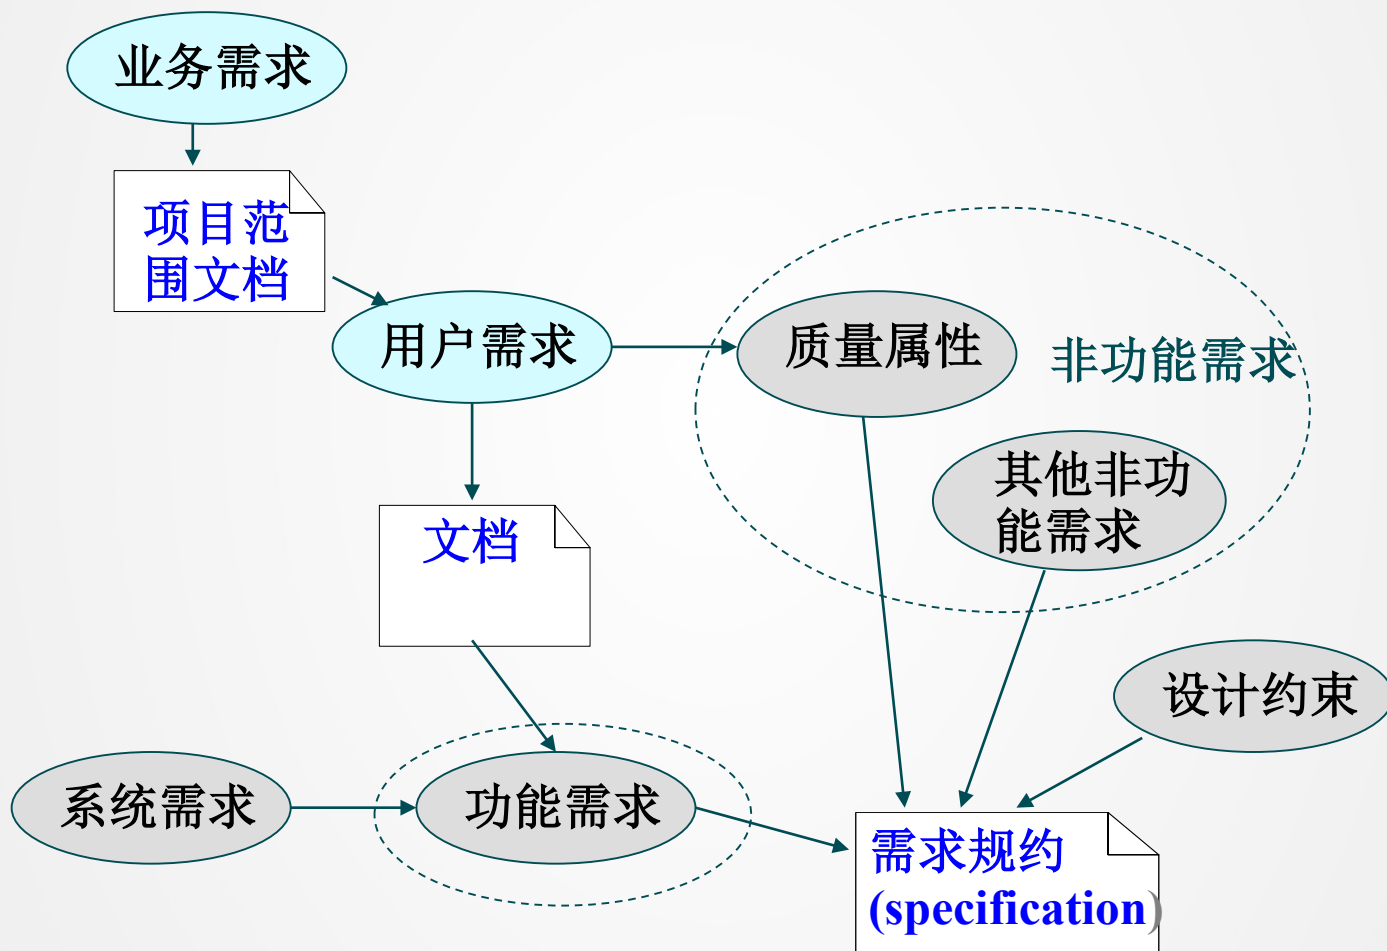 业务需求
项目范
围文档
用户需求
质量属性
非功能需求
其他非功
能需求
文档
设计约束
系统需求
功能需求
需求规约
(specification)